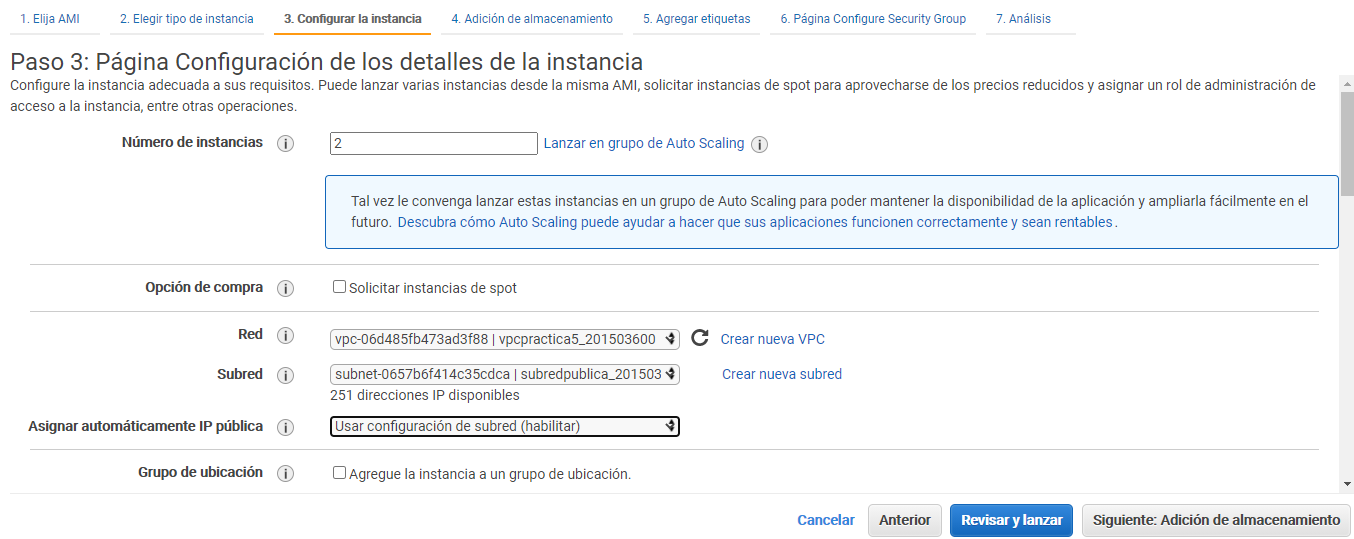 1. Elija AMI
2. Elegir tipo de instancia
3. Configurar la instancia
4. Adición de almacenamiento
5. Agregar etiquetas
6. Página Configure Security Group
7. Análisis
Paso 3: Página Configuración de los detalles de la instancia
Configure la instancia adecuada a sus requisitos. Puede lanzar varias instancias desde la misma AMI, solicitar instancias de spot para aprovecharse de los precios reducidos y asignar un rol de administración de
acceso a la instancia, entre otras operaciones.
Número de instancias i 2 Lanzar en grupo de Auto Scaling i
Tal vez le convenga lanzar estas instancias en un grupo de Auto Scaling para poder mantener la disponibilidad de la aplicación y ampliarla fácilmente en el
futuro. Descubra cómo Auto Scaling puede ayudar a hacer que sus aplicaciones funcionen correctamente y sean rentables.
Opción de compra i Solicitar instancias de spot
Red i vpc-06d485fb473ad3f88 | vpcpractica5_201503600 Crear nueva VPC
Subred i subnet-0657b6f414c35cdca | subredpublica_201503 Crear nueva subred
251 direcciones IP disponibles
Asignar automáticamente IP pública i Usar configuración de subred (habilitar)
Grupo de ubicación i Agregue la instancia a un grupo de ubicación.
Cancelar Anterior Revisar y lanzar Siguiente: Adición de almacenamiento